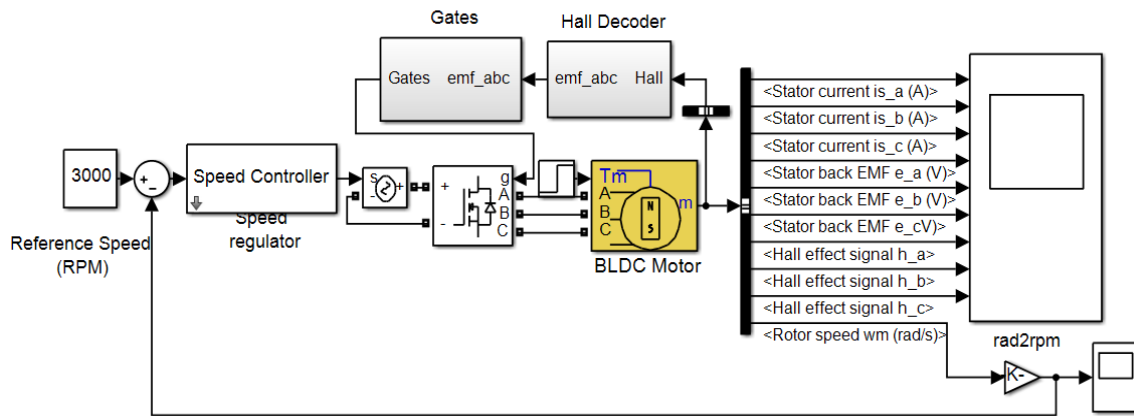 Gates
Hall Decoder
Gates emf_abc
emf_abc Hall
3000
+
-
Speed Controller
Speed
regulator
Reference Speed
(RPM)
s
+
-
+
-
g
A
B
C
Tm
A
B
C
N
S
m
BLDC Motor
<Stator current is_a (A)>
<Stator current is_b (A)>
<Stator current is_c (A)>
<Stator back EMF e_a (V)>
<Stator back EMF e_b (V)>
<Stator back EMF e_cV)>
<Hall effect signal h_a>
<Hall effect signal h_b>
<Hall effect signal h_c>
<Rotor speed wm (rad/s)>
rad2rpm
K-